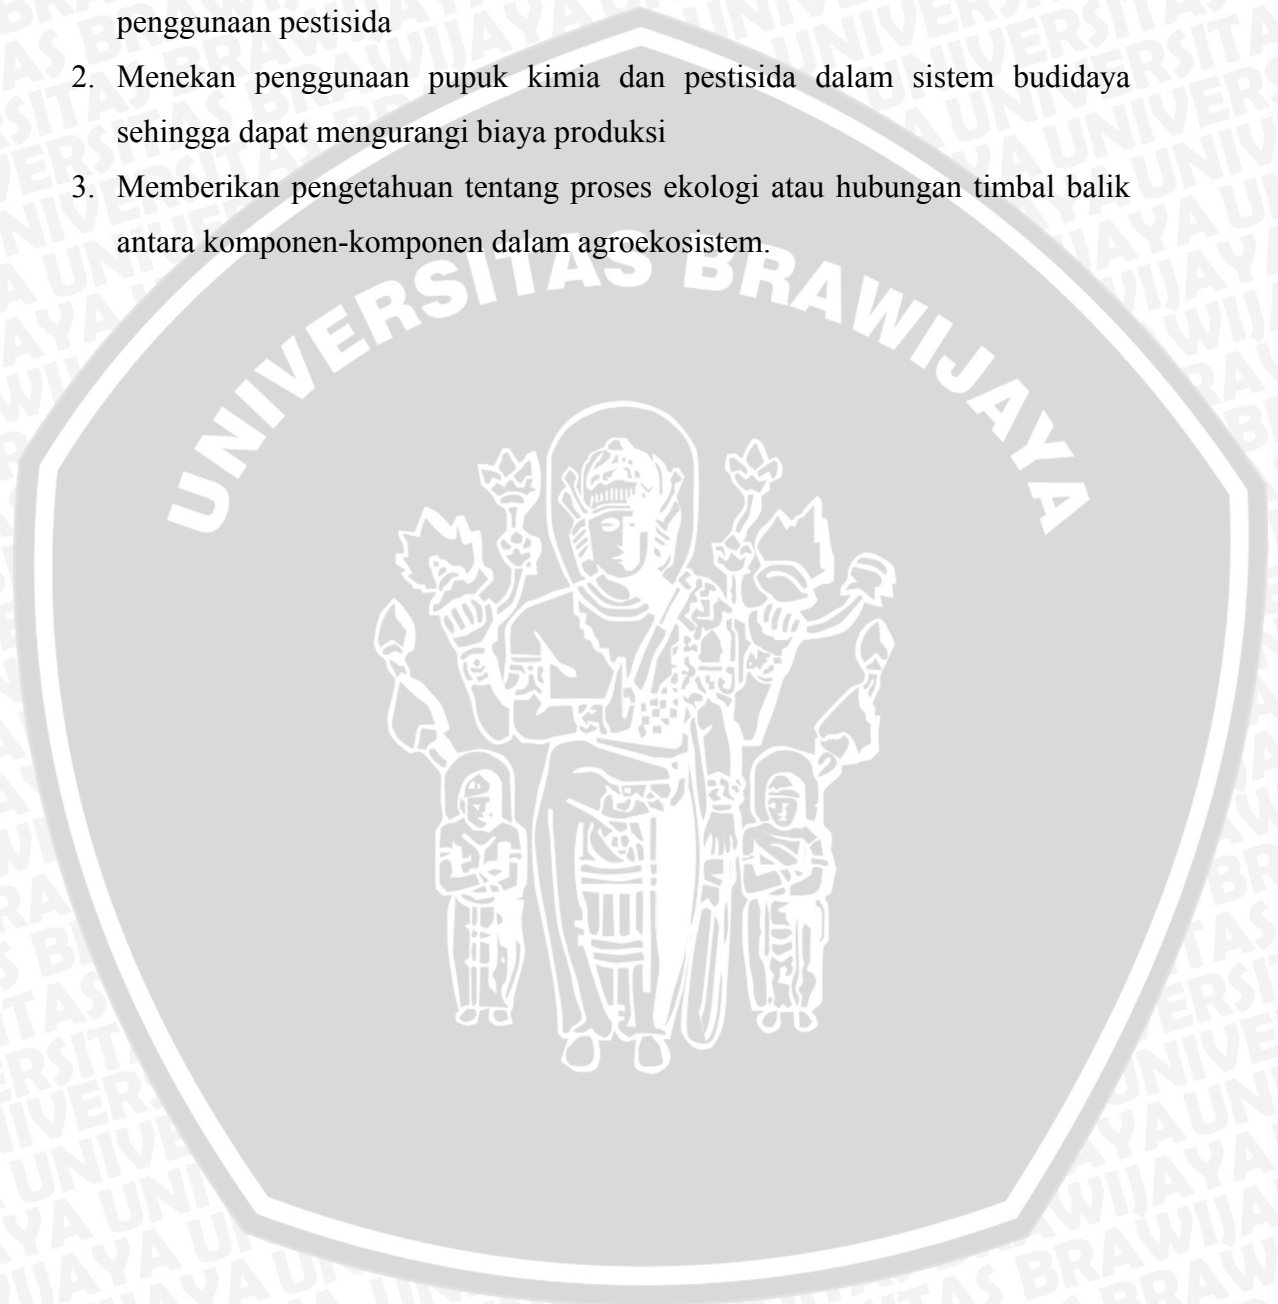 penggunaan pestisida
2. Menekan penggunaan pupuk kimia dan pestisida dalam sistem budidaya
sehingga dapat mengurangi biaya produksi
3. Memberikan pengetahuan tentang proses ekologi atau hubungan timbal balik
antara komponen-komponen dalam agroekosistem.
UNIVERSITAS BRAWIJAYA